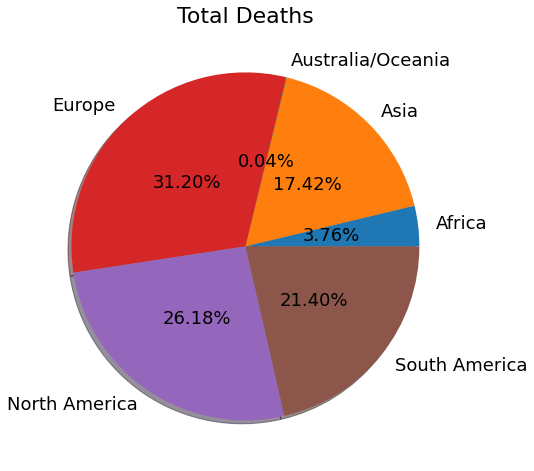 Total Deaths
Australia/Oceania
Europe
Asia
0.04%
31.20%
17.42%
Africa
3.76%
21.40%
26.18%
South America
North America